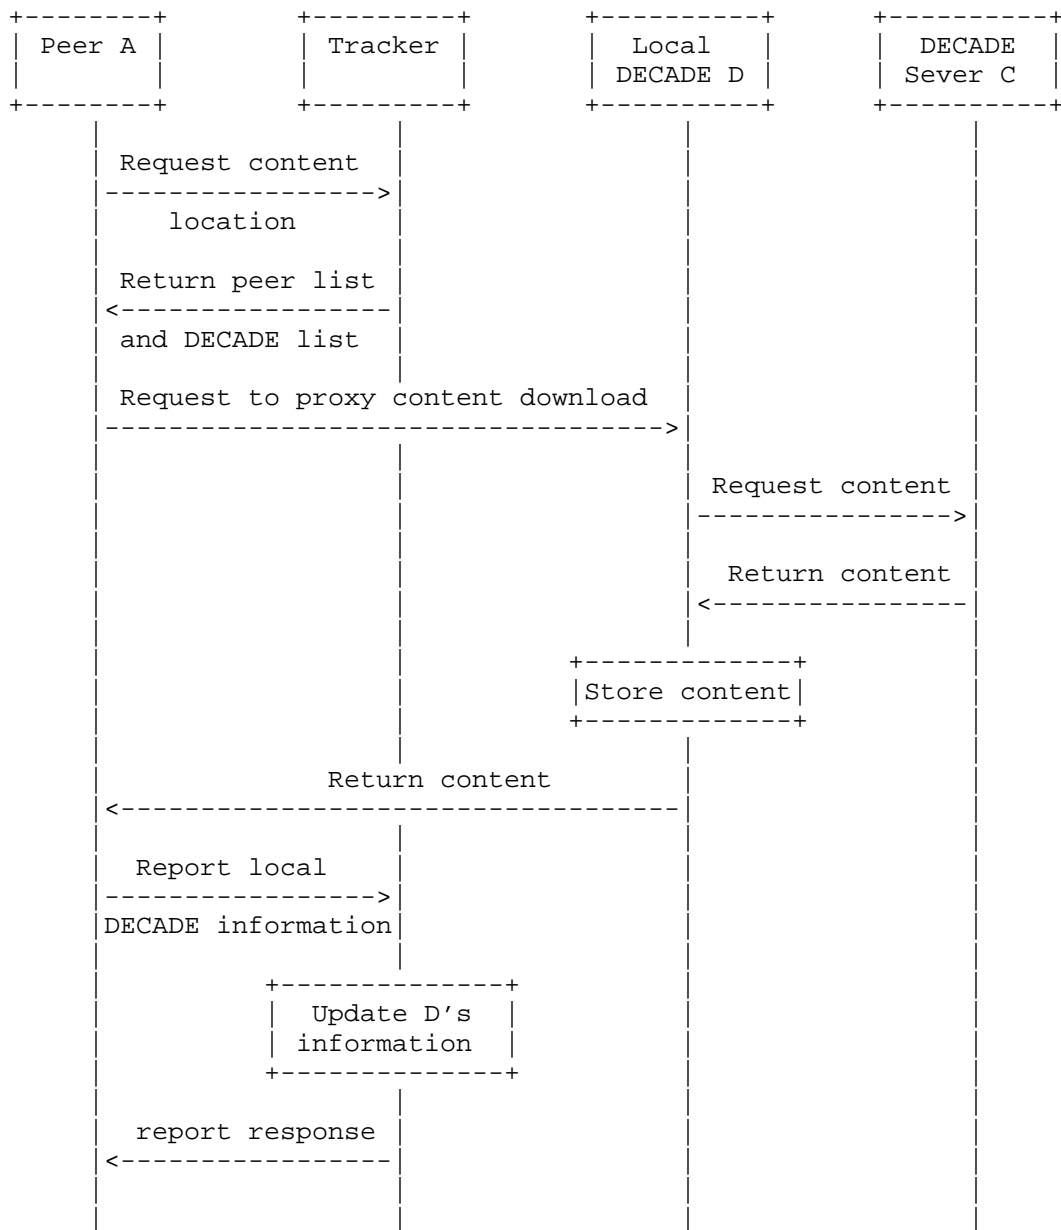 Peer A
Tracker
Local
DECADE D
DECADE
Sever C
Request content
location
Return peer list
and DECADE list
Request to proxy content download
Request content
Return content
Store content
Return content
Report local
DECADE information
Update D's
information
report response